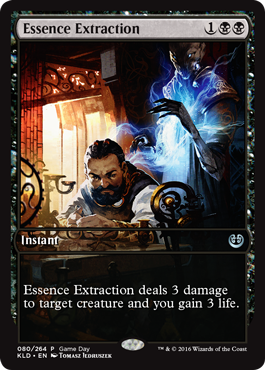 Essence Extraction 1
Instant
Essence Extraction deals 3 damage
to target creature and you gain 3 life.
080/264 P Game Day
KLD • EN Tomasz Jedruszek
™ & © 2016 Wizards of the Coast